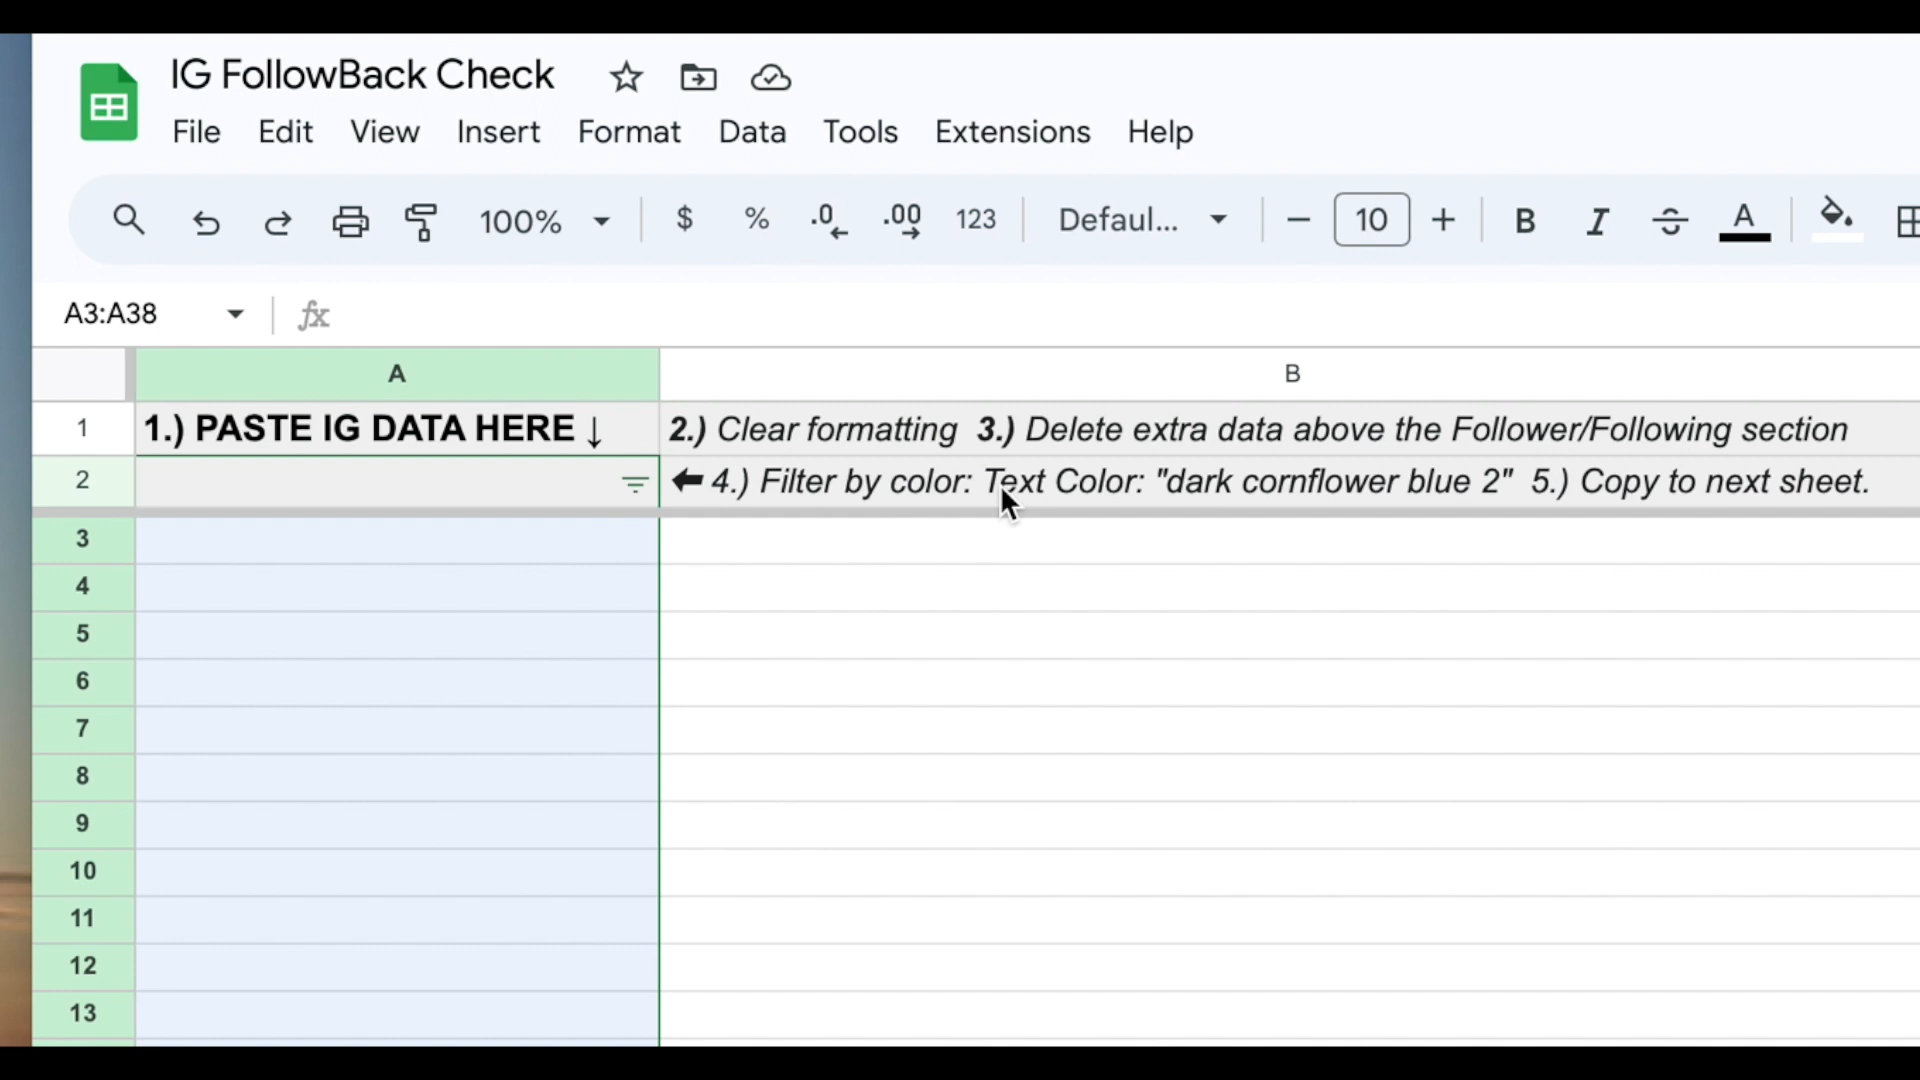 IG FollowBack Check
File Edit View Insert Format Data Tools Extensions Help
100% $ % .0 .00 123 Defaul... − 10 + B I S A
A3:A38 fx
A B
1 1.) PASTE IG DATA HERE ↓ 2.) Clear formatting 3.) Delete extra data above the Follower/Following section
2 ⬅ 4.) Filter by color: Text Color: "dark cornflower blue 2" 5.) Copy to next sheet.
3
4
5
6
7
8
9
10
11
12
13